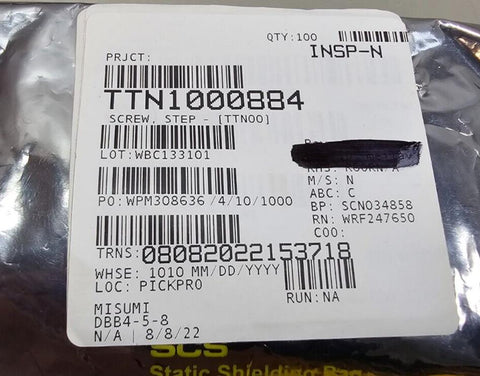 QTY:100
PRJCT:
INSP-N
TTN1000884
SCREW, STEP - [TTN00]
LOT: WBC133101
M/S: N
ABC: C
PO: WPM308636 /4/10/1000
BP: SCN034858
RN: WRF247650
COO:
TRNS: 08082022153718
WHSE: 1010 MM/DD/YYYY
LOC: PICKPRO
RUN: NA
MISUMI
DBB4-5-8
N/A | 8/8/22
SCS
Static Shielding Bag